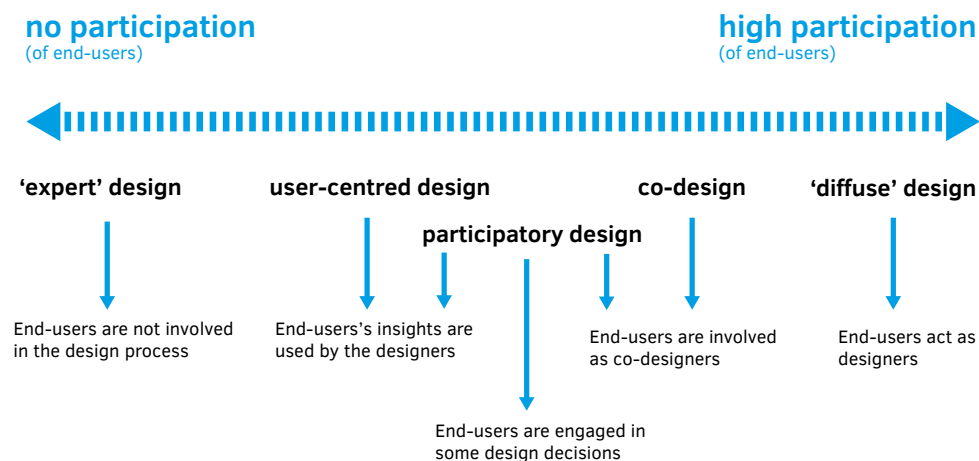 no participation
(of end-users)
high participation
(of end-users)
‘expert’ design
user-centred design
co-design
‘diffuse’ design
participatory design
End-users are not involved
in the design process
End-users's insights are
used by the designers
End-users are involved
as co-designers
End-users act as
designers
End-users are engaged in
some design decisions